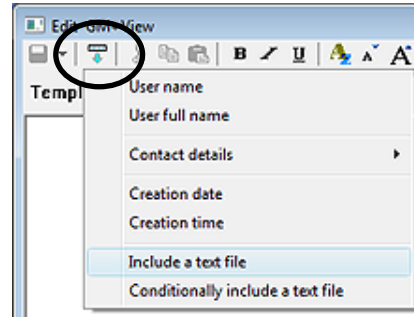 Edit GM+View
B U A A
Templ
User name
User full name
Contact details
Creation date
Creation time
Include a text file
Conditionally include a text file